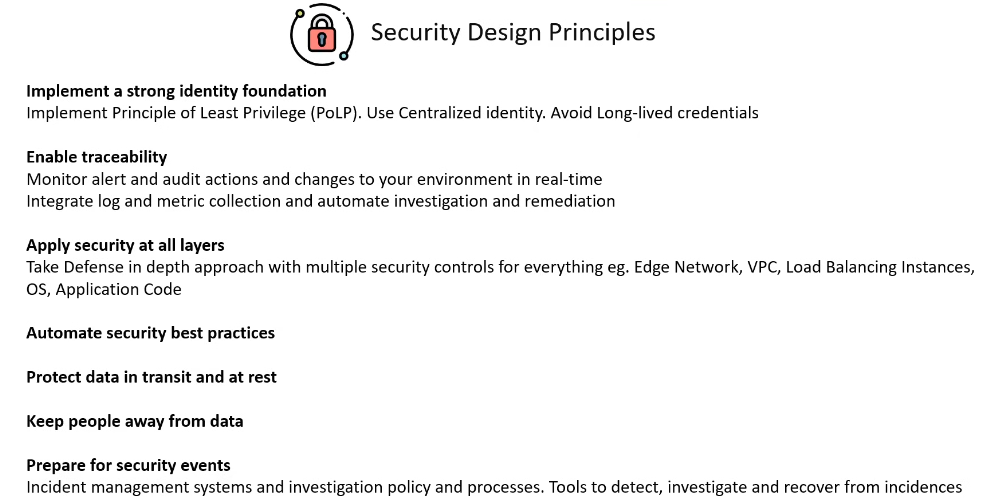 Security Design Principles
Implement a strong identity foundation
Implement Principle of Least Privilege (PoLP). Use Centralized identity. Avoid Long-lived credentials
Enable traceability
Monitor alert and audit actions and changes to your environment in real-time
Integrate log and metric collection and automate investigation and remediation
Apply security at all layers
Take Defense in depth approach with multiple security controls for everything eg. Edge Network, VPC, Load Balancing Instances,
OS, Application Code
Automate security best practices
Protect data in transit and at rest
Keep people away from data
Prepare for security events
Incident management systems and investigation policy and processes. Tools to detect, investigate and recover from incidences